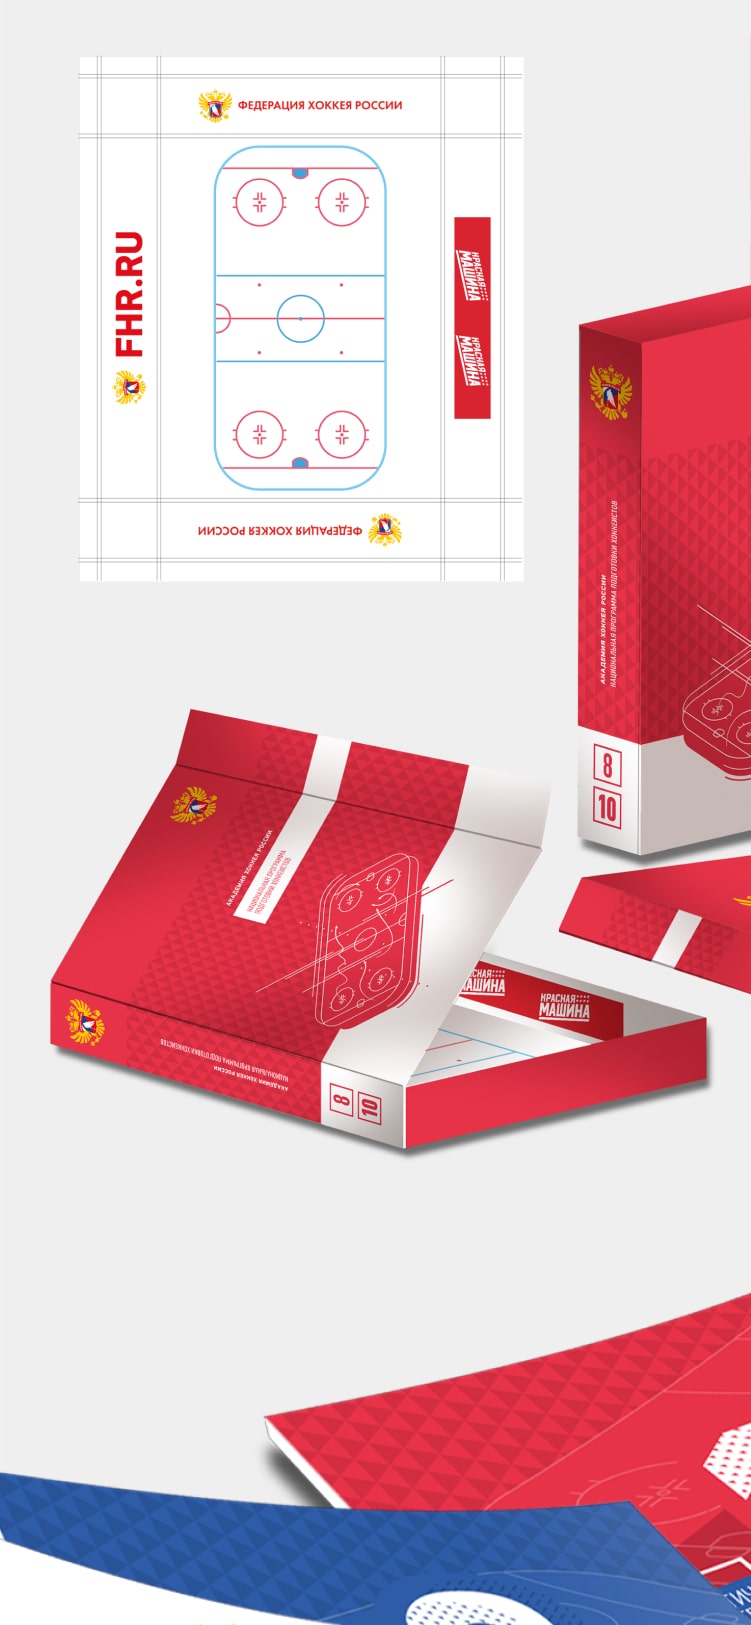 ФЕДЕРАЦИЯ ХОККЕЯ РОССИИ
FHR.RU
КРАСНАЯ
МАШИНА
КРАСНАЯ
МАШИНА
ФЕДЕРАЦИЯ ХОККЕЯ РОССИИ
АКАДЕМИЯ ХОККЕЯ РОССИИ
НАЦИОНАЛЬНАЯ ПРОГРАММА ПОДГОТОВКИ ХОККЕИСТОВ
8
10
АКАДЕМИЯ ХОККЕЯ РОССИИ
НАЦИОНАЛЬНАЯ ПРОГРАММА
ПОДГОТОВКИ ХОККЕИСТОВ
СНАЯ
АШИНА
КРАСНАЯ
МАШИНА
АКАДЕМИЯ ХОККЕЯ РОССИИ
НАЦИОНАЛЬНАЯ ПРОГРАММА ПОДГОТОВКИ ХОККЕИСТОВ
8
10